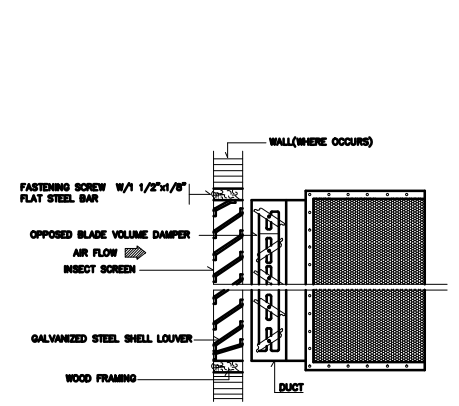 WALL(WHERE OCCURS)
FASTENING SCREW W/1 1/2"x1/8"
FLAT STEEL BAR
OPPOSED BLADE VOLUME DAMPER
AIR FLOW
INSECT SCREEN
GALVANIZED STEEL SHELL LOUVER
WOOD FRAMING
DUCT